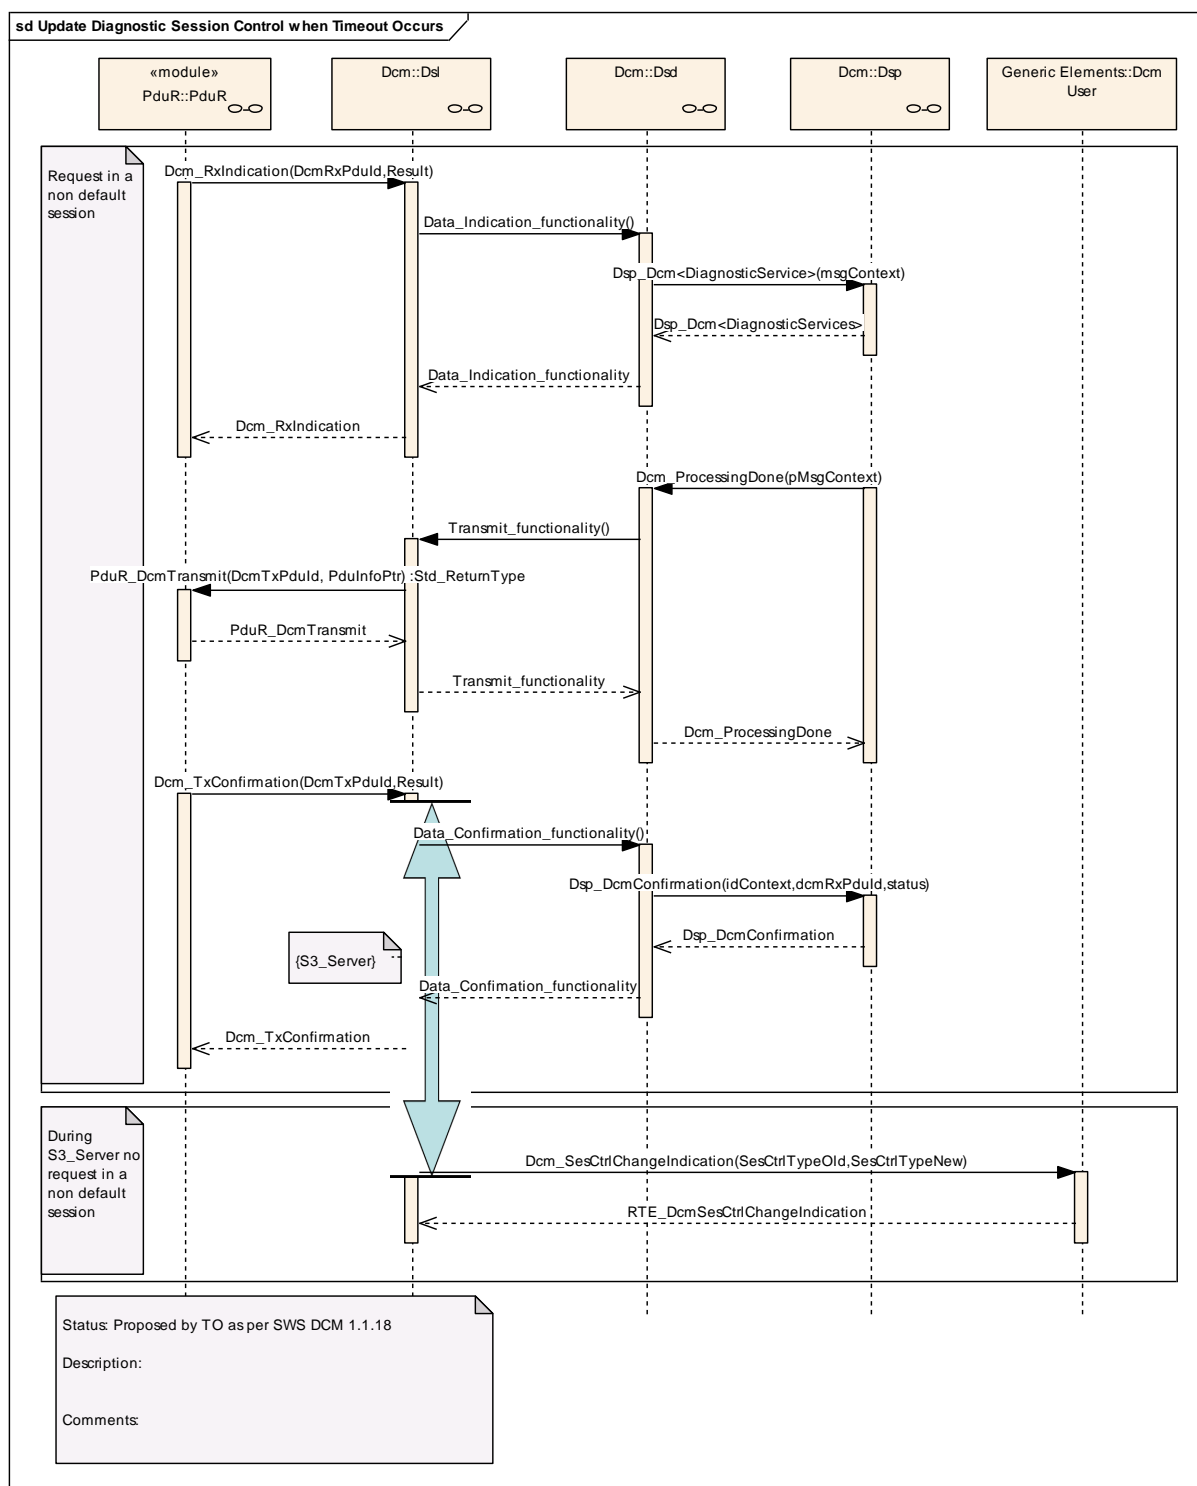 sd Update Diagnostic Session Control when Timeout Occurs
«module»
PduR::PduR
Dcm::Dsl
Dcm::Dsd
Dcm::Dsp
Generic Elements::Dcm
User
Request in a
non default
session
Dcm_RxIndication(DcmRxPduId,Result)
Data_Indication_functionality()
Dsp_Dcm<DiagnosticService>(msgContext)
Dsp_Dcm<DiagnosticServices>
Data_Indication_functionality
Dcm_RxIndication
Dcm_ProcessingDone(pMsgContext)
Transmit_functionality()
PduR_DcmTransmit(DcmTxPduId, PduInfoPtr) :Std_ReturnType
PduR_DcmTransmit
Transmit_functionality
Dcm_ProcessingDone
Dcm_TxConfirmation(DcmTxPduId,Result)
Data_Confirmation_functionality()
Dsp_DcmConfirmation(idContext,dcmRxPduId,status)
Dsp_DcmConfirmation
{S3_Server}
Data_Confimation_functionality
Dcm_TxConfirmation
During
S3_Server no
request in a
non default
session
Dcm_SesCtrlChangeIndication(SesCtrlTypeOld,SesCtrlTypeNew)
RTE_DcmSesCtrlChangeIndication
Status: Proposed by TO as per SWS DCM 1.1.18
Description:
Comments: